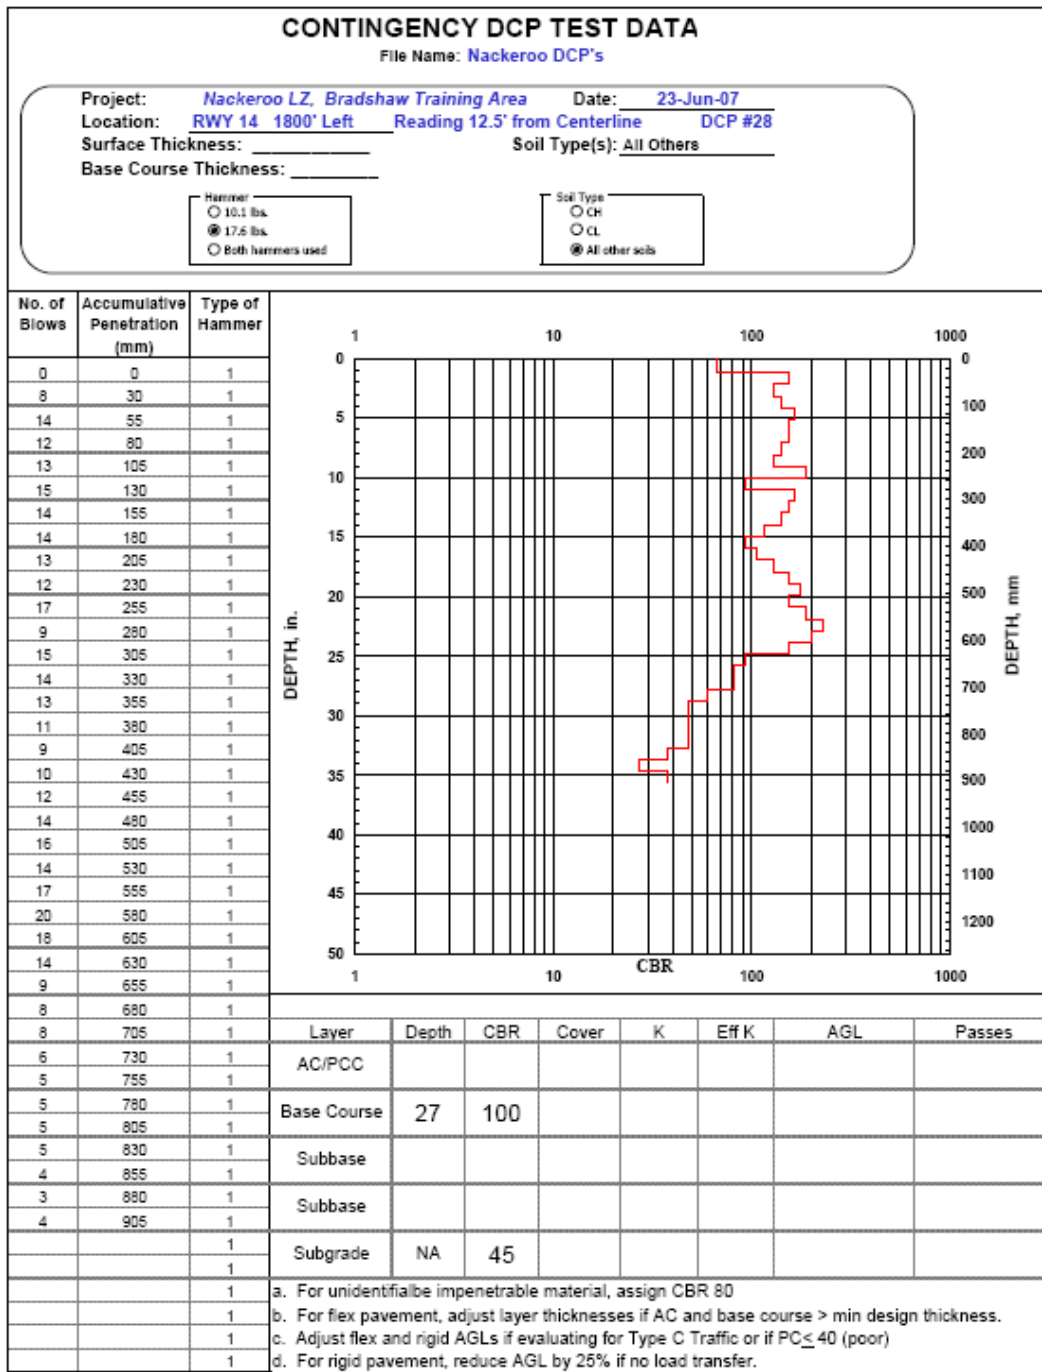 CONTINGENCY DCP TEST DATA
File Name: Nackeroo DCP's
Project: Nackeroo LZ, Bradshaw Training Area Date: 23-Jun-07
Location: RWY 14 1800' Left Reading 12.5' from Centerline DCP #28
Surface Thickness: Soil Type(s): All Others
Base Course Thickness:
Hammer
10.1 lbs.
17.6 lbs.
Both hammers used
Soil Type
CH
CL
All other soils
No. of Blows Accumulative Penetration (mm) Type of Hammer
0 0 1
8 30 1
14 55 1
12 80 1
13 105 1
15 130 1
14 155 1
14 180 1
13 205 1
12 230 1
17 255 1
9 280 1
15 305 1
14 330 1
13 355 1
11 380 1
9 405 1
10 430 1
12 455 1
14 480 1
16 505 1
14 530 1
17 555 1
20 580 1
18 605 1
14 630 1
9 655 1
8 680 1
8 705 1
6 730 1
5 755 1
5 780 1
5 805 1
5 830 1
4 855 1
3 880 1
4 905 1
1
1
1
1
1
1
1 10 100 1000
0
5
10
15
20
25
30
35
40
45
50
DEPTH, in.
0
100
200
300
400
500
600
700
800
900
1000
1100
1200
DEPTH, mm
1 10 CBR 100 1000
Layer Depth CBR Cover K Eff K AGL Passes
AC/PCC
Base Course 27 100
Subbase
Subbase
Subgrade NA 45
a. For unidentifialbe impenetrable material, assign CBR 80
b. For flex pavement, adjust layer thicknesses if AC and base course > min design thickness.
c. Adjust flex and rigid AGLs if evaluating for Type C Traffic or if PC≤ 40 (poor)
d. For rigid pavement, reduce AGL by 25% if no load transfer.